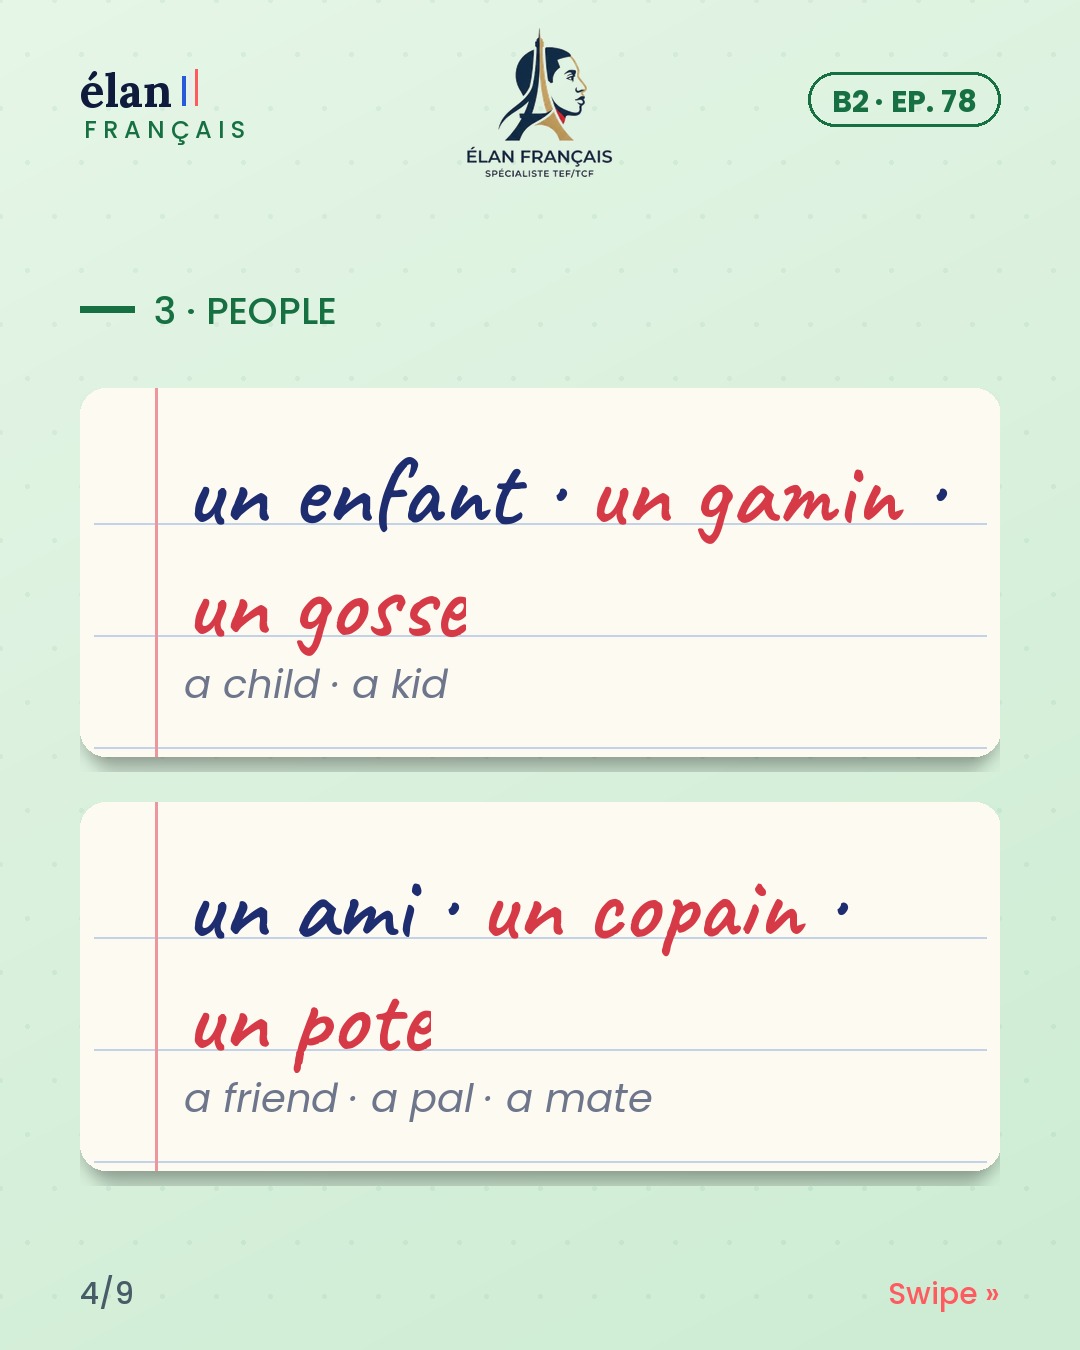 élan
FRANÇAIS
ÉLAN FRANÇAIS
SPÉCIALISTE TEF/TCF
B2 · EP. 78
3 · PEOPLE
un enfant · un gamin ·
un gosse
a child · a kid
un ami · un copain ·
un pote
a friend · a pal · a mate
4/9
Swipe »